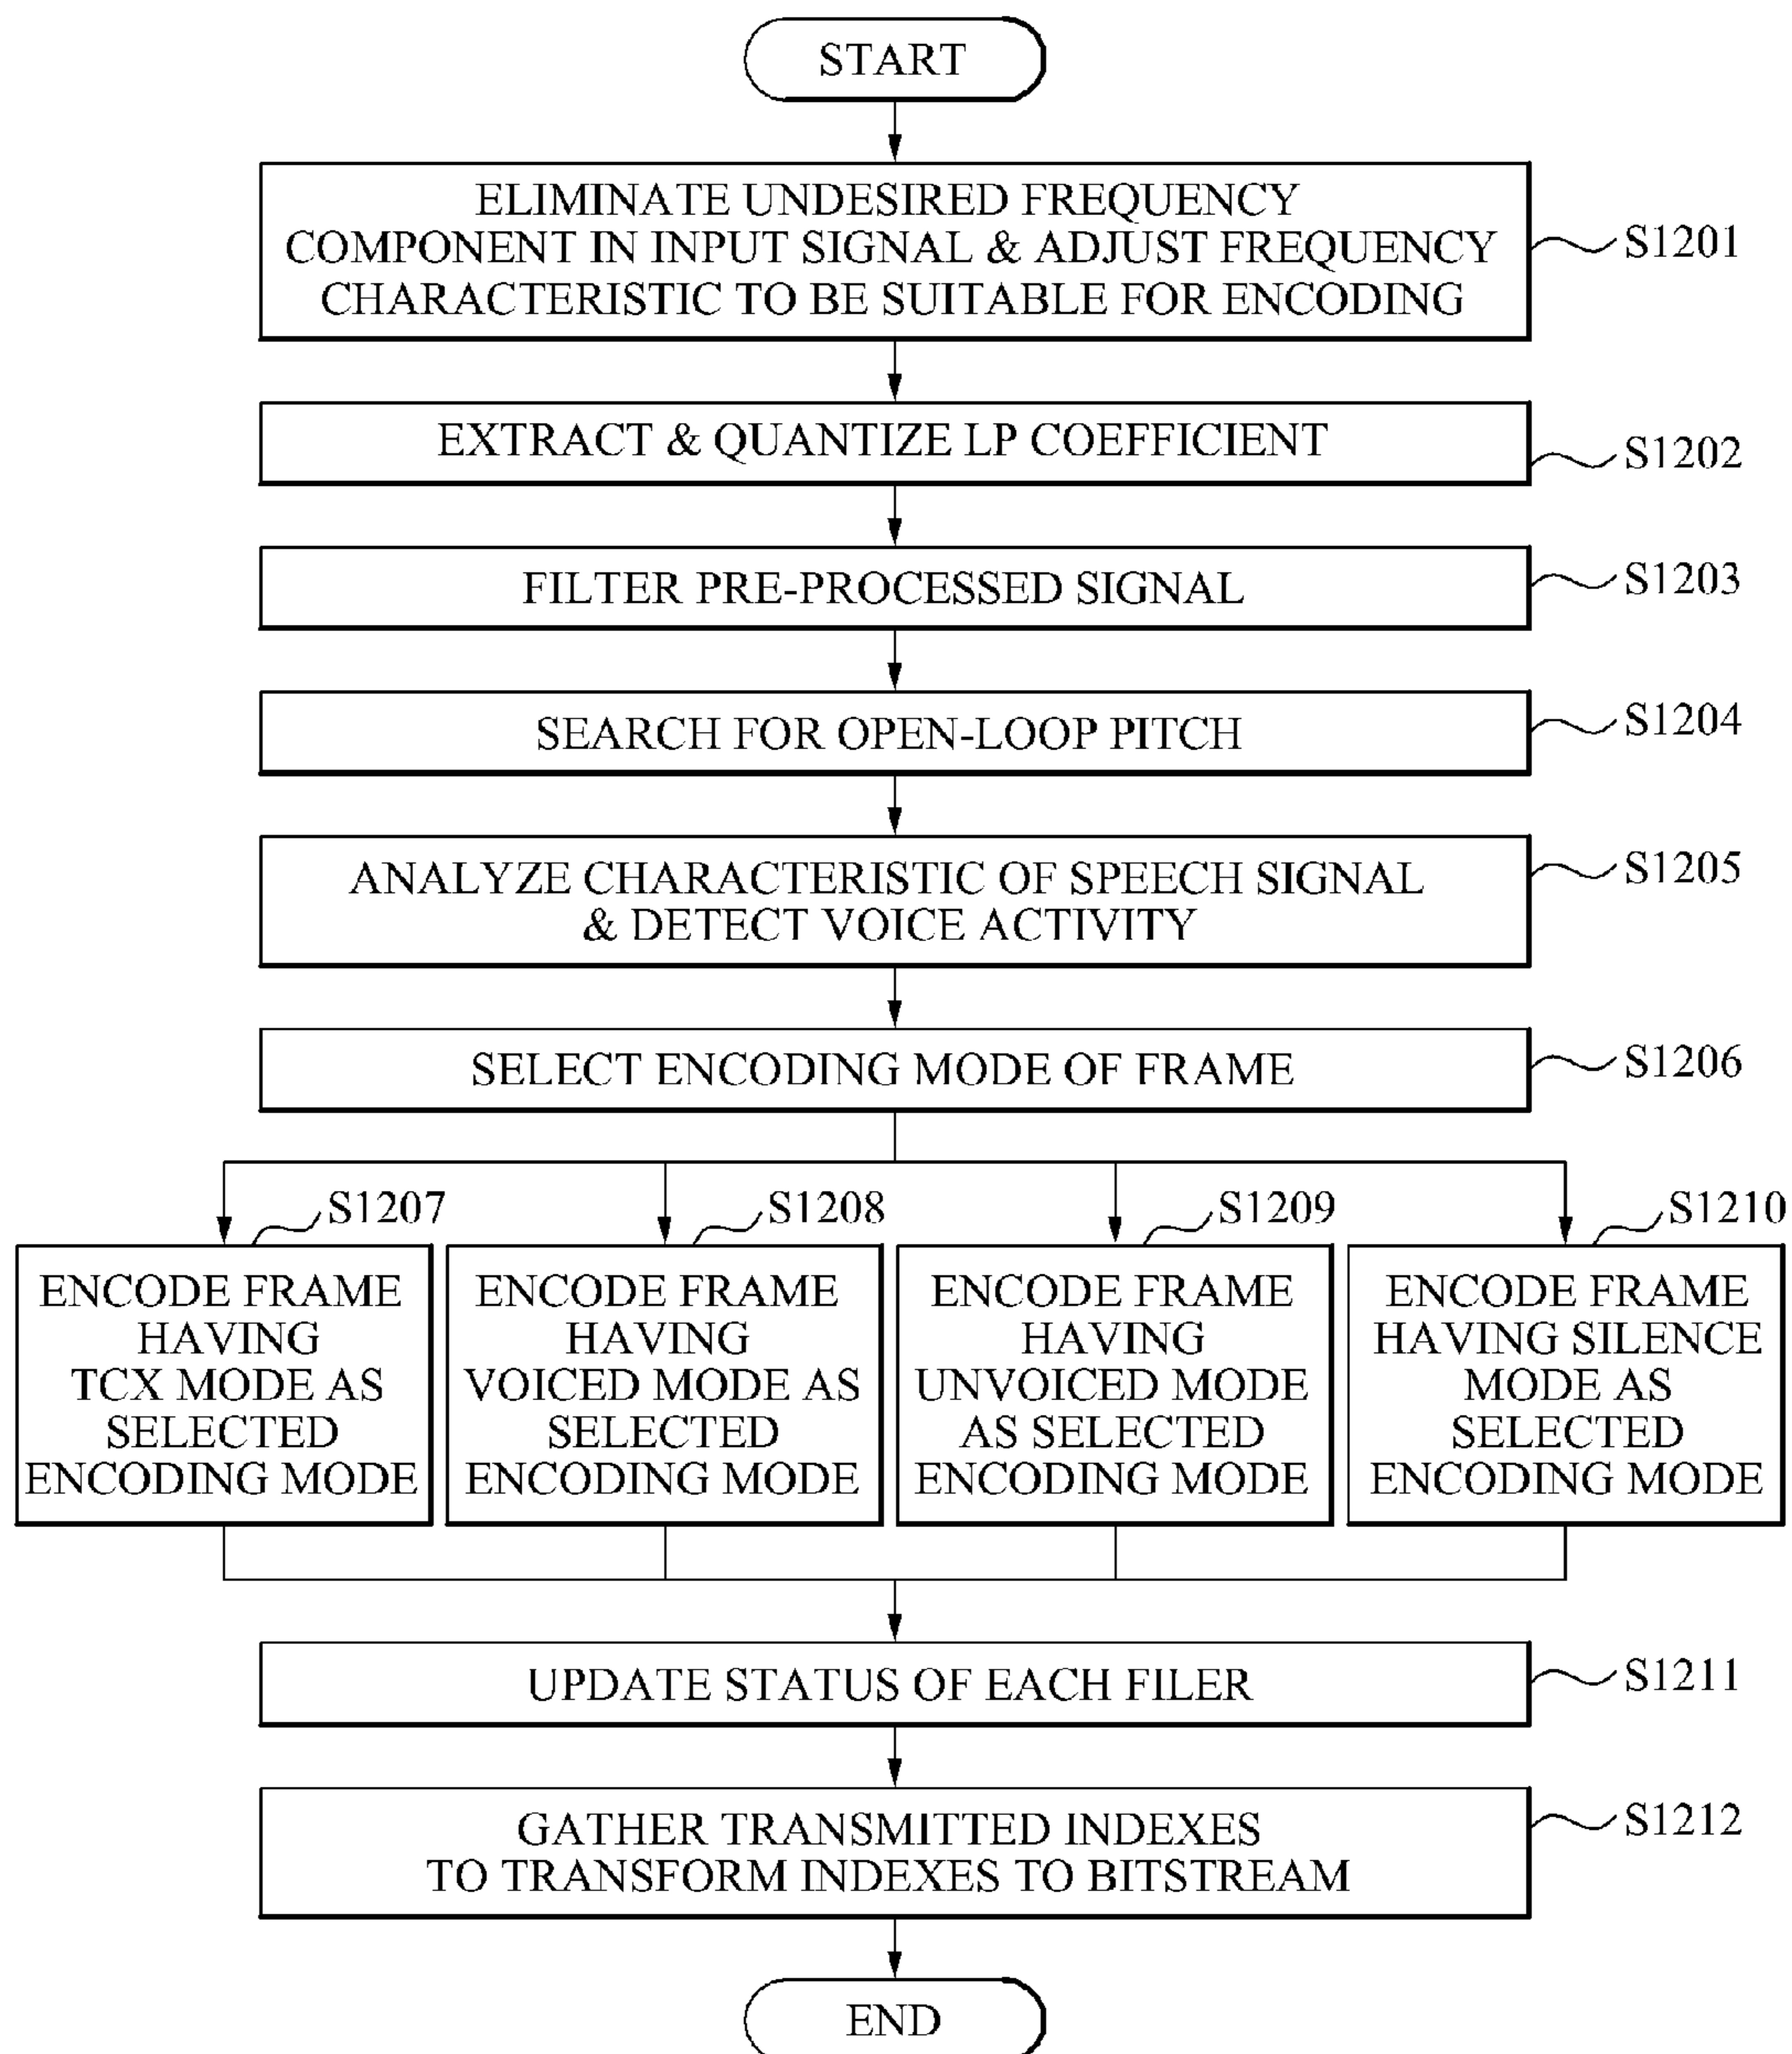 START
ELIMINATE UNDESIRED FREQUENCY
COMPONENT IN INPUT SIGNAL & ADJUST FREQUENCY
CHARACTERISTIC TO BE SUITABLE FOR ENCODING
S1201
EXTRACT & QUANTIZE LP COEFFICIENT
S1202
FILTER PRE-PROCESSED SIGNAL
S1203
SEARCH FOR OPEN-LOOP PITCH
S1204
ANALYZE CHARACTERISTIC OF SPEECH SIGNAL
& DETECT VOICE ACTIVITY
S1205
SELECT ENCODING MODE OF FRAME
S1206
S1207
ENCODE FRAME
HAVING
TCX MODE AS
SELECTED
ENCODING MODE
S1208
ENCODE FRAME
HAVING
VOICED MODE AS
SELECTED
ENCODING MODE
S1209
ENCODE FRAME
HAVING
UNVOICED MODE
AS SELECTED
ENCODING MODE
S1210
ENCODE FRAME
HAVING SILENCE
MODE AS
SELECTED
ENCODING MODE
UPDATE STATUS OF EACH FILER
S1211
GATHER TRANSMITTED INDEXES
TO TRANSFORM INDEXES TO BITSTREAM
S1212
END